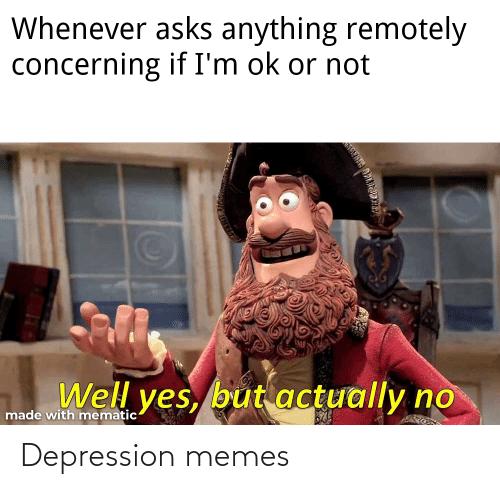 Whenever asks anything remotely
concerning if I'm ok or not
Well yes, but actually no
made with mematic
Depression memes